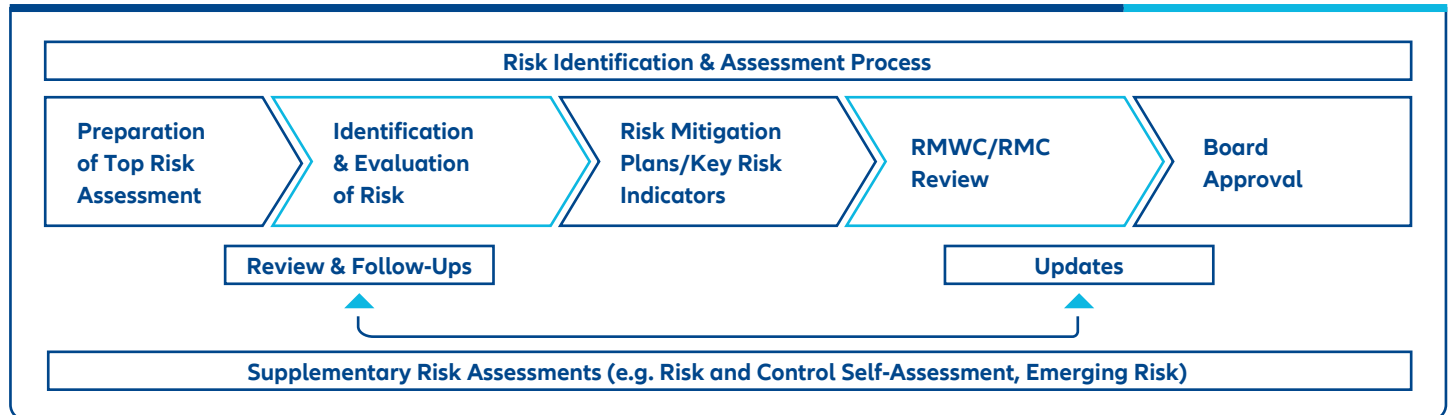 Risk Identification & Assessment Process
Preparation
of Top Risk
Assessment
Identification
& Evaluation
of Risk
Risk Mitigation
Plans/Key Risk
Indicators
RMWC/RMC
Review
Board
Approval
Review & Follow-Ups
Updates
Supplementary Risk Assessments (e.g. Risk and Control Self-Assessment, Emerging Risk)